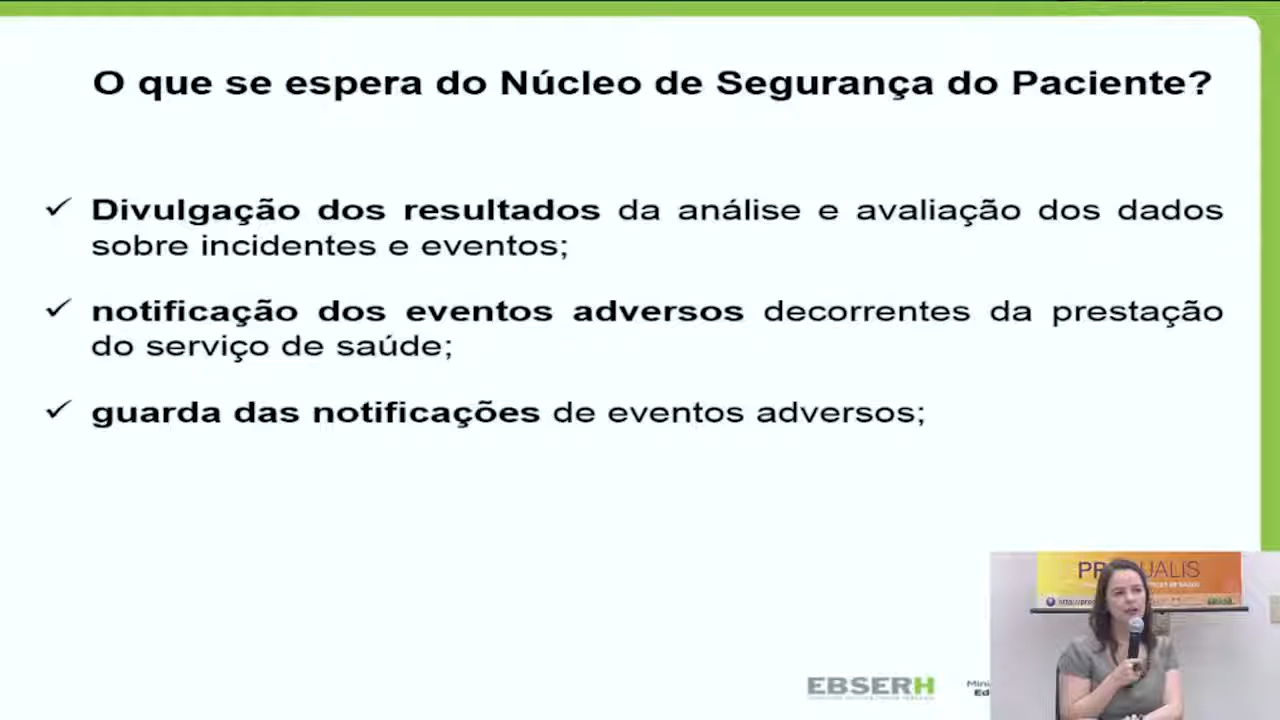 O que se espera do Núcleo de Segurança do Paciente?
✓ Divulgação dos resultados da análise e avaliação dos dados
sobre incidentes e eventos;
✓ notificação dos eventos adversos decorrentes da prestação
do serviço de saúde;
✓ guarda das notificações de eventos adversos;
EBSERH